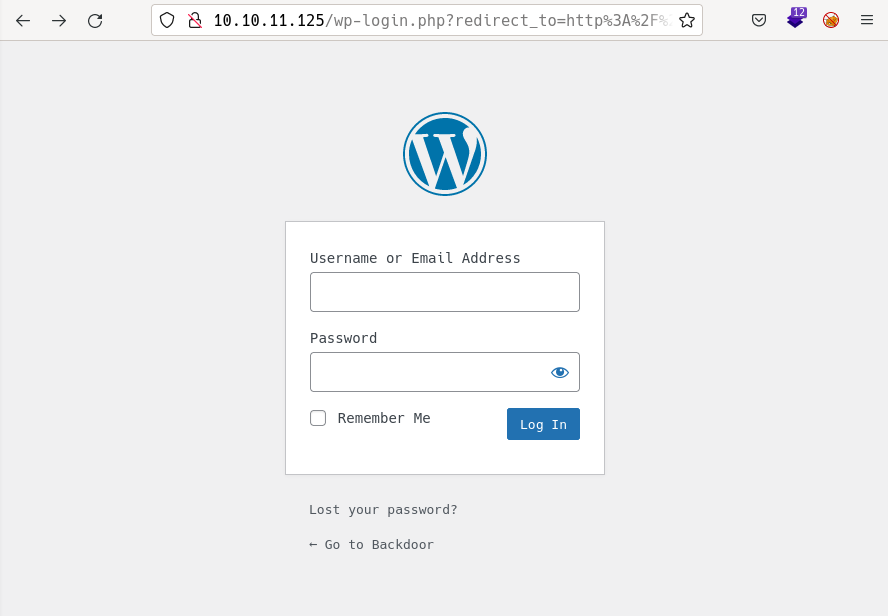 12
10.10.11.125/wp-login.php?redirect_to=http%3A%2F%2
Username or Email Address
Password
Remember Me
Log In
Lost your password?
← Go to Backdoor